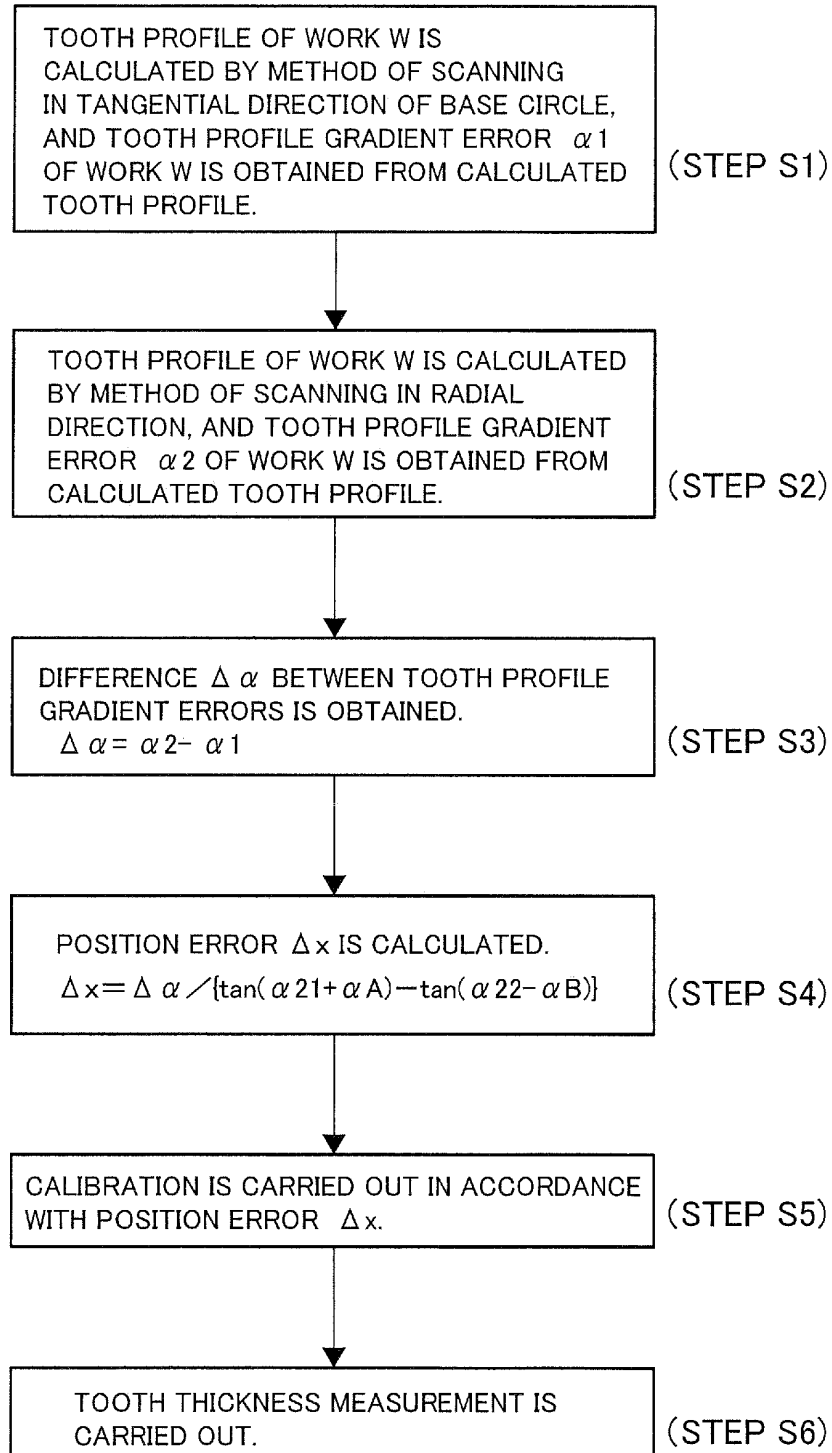 TOOTH PROFILE OF WORK W IS
CALCULATED BY METHOD OF SCANNING
IN TANGENTIAL DIRECTION OF BASE CIRCLE,
AND TOOTH PROFILE GRADIENT ERROR α1
OF WORK W IS OBTAINED FROM CALCULATED
TOOTH PROFILE.
(STEP S1)
TOOTH PROFILE OF WORK W IS CALCULATED
BY METHOD OF SCANNING IN RADIAL
DIRECTION, AND TOOTH PROFILE GRADIENT
ERROR α2 OF WORK W IS OBTAINED FROM
CALCULATED TOOTH PROFILE.
(STEP S2)
DIFFERENCE Δα BETWEEN TOOTH PROFILE
GRADIENT ERRORS IS OBTAINED.
Δα=α2-α1
(STEP S3)
POSITION ERROR Δx IS CALCULATED.
Δx=Δα/{tan(α21+αA)-tan(α22-αB)}
(STEP S4)
CALIBRATION IS CARRIED OUT IN ACCORDANCE
WITH POSITION ERROR Δx.
(STEP S5)
TOOTH THICKNESS MEASUREMENT IS
CARRIED OUT.
(STEP S6)